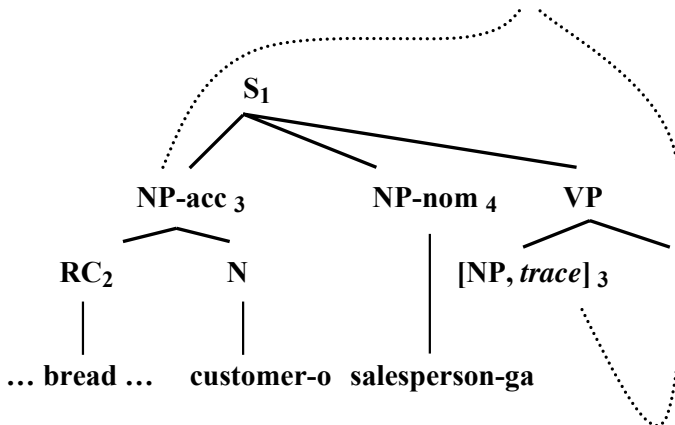 S1
NP-acc 3 NP-nom 4 VP
RC2 N [NP, trace] 3
… bread … customer-o salesperson-ga